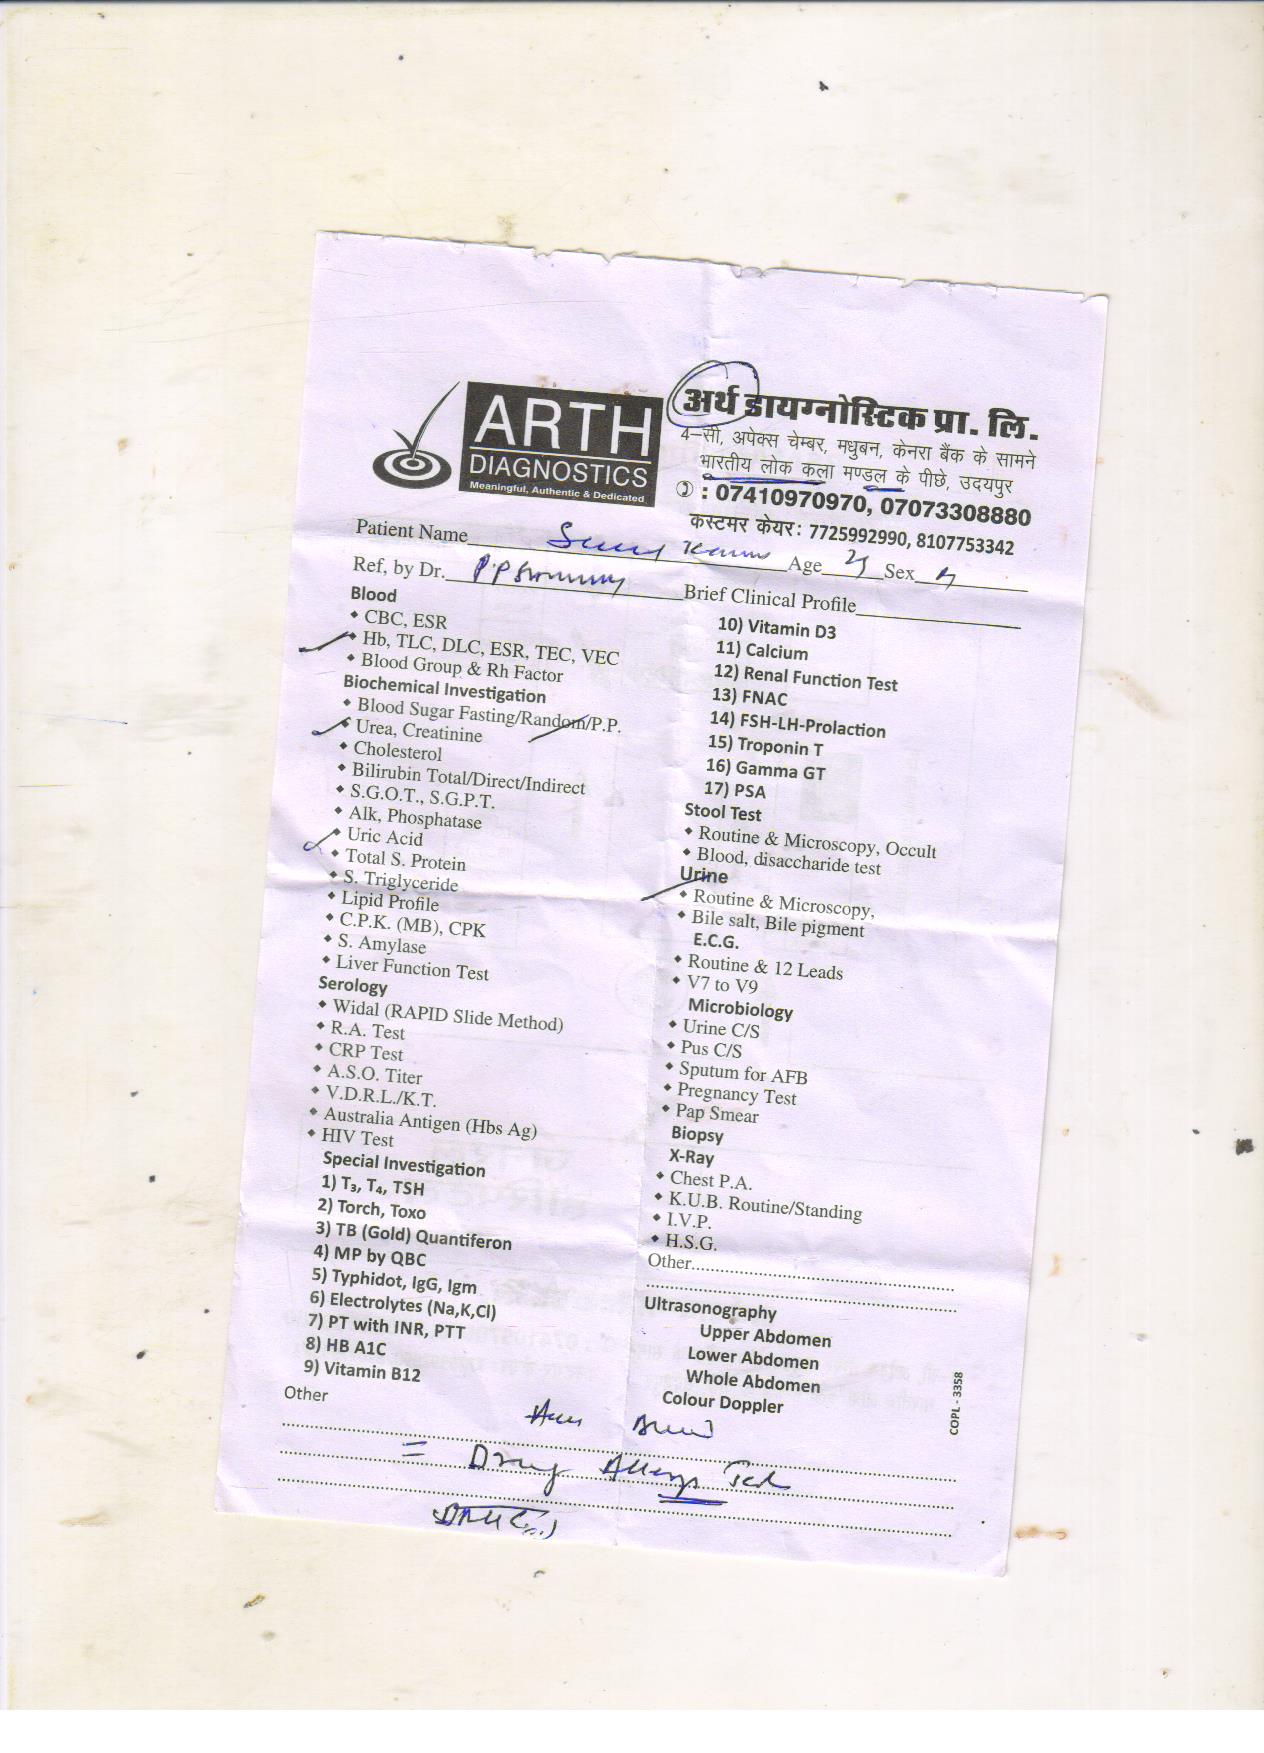 ARTH
DIAGNOSTICS
Meaningful, Authentic & Dedicated
अर्थ डायग्नोस्टिक प्रा. लि.
4-सी, अपेक्स चेम्बर, मधुबन, केनरा बैंक के सामने
भारतीय लोक कला मण्डल के पीछे, उदयपुर
: 07410970970, 07073308880
कस्टमर केयर: 7725992990, 8107753342
Patient Name Age Sex
Ref, by Dr. Brief Clinical Profile
Blood
• CBC, ESR
• Hb, TLC, DLC, ESR, TEC, VEC
• Blood Group & Rh Factor
Biochemical Investigation
• Blood Sugar Fasting/Random/P.P.
• Urea, Creatinine
• Cholesterol
• Bilirubin Total/Direct/Indirect
• S.G.O.T., S.G.P.T.
• Alk, Phosphatase
• Uric Acid
• Total S. Protein
• S. Triglyceride
• Lipid Profile
• C.P.K. (MB), CPK
• S. Amylase
• Liver Function Test
Serology
• Widal (RAPID Slide Method)
• R.A. Test
• CRP Test
• A.S.O. Titer
• V.D.R.L./K.T.
• Australia Antigen (Hbs Ag)
• HIV Test
Special Investigation
1) T₃, T₄, TSH
2) Torch, Toxo
3) TB (Gold) Quantiferon
4) MP by QBC
5) Typhidot, IgG, Igm
6) Electrolytes (Na,K,Cl)
7) PT with INR, PTT
8) HB A1C
9) Vitamin B12
Other
10) Vitamin D3
11) Calcium
12) Renal Function Test
13) FNAC
14) FSH-LH-Prolaction
15) Troponin T
16) Gamma GT
17) PSA
Stool Test
• Routine & Microscopy, Occult
• Blood, disaccharide test
Urine
• Routine & Microscopy,
• Bile salt, Bile pigment
E.C.G.
• Routine & 12 Leads
• V7 to V9
Microbiology
• Urine C/S
• Pus C/S
• Sputum for AFB
• Pregnancy Test
• Pap Smear
Biopsy
X-Ray
• Chest P.A.
• K.U.B. Routine/Standing
• I.V.P.
• H.S.G.
Other
Ultrasonography
Upper Abdomen
Lower Abdomen
Whole Abdomen
Colour Doppler
COPL - 3358
= Drug Allergy